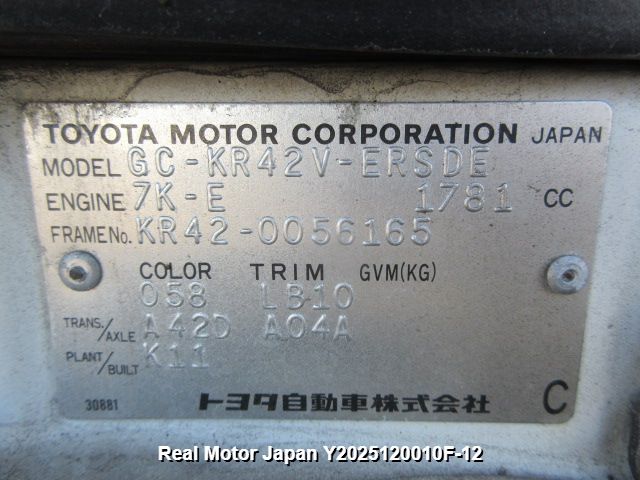 TOYOTA MOTOR CORPORATION JAPAN
MODEL GC-KR42V-ERSDE
ENGINE 7K-E 1781 CC
FRAME No. KR42-0056165
COLOR TRIM GVM(KG)
058 LB10
TRANS./AXLE A42D A04A
PLANT/BUILT K11
30881 トヨタ自動車株式会社 C
Real Motor Japan Y2025120010F-12